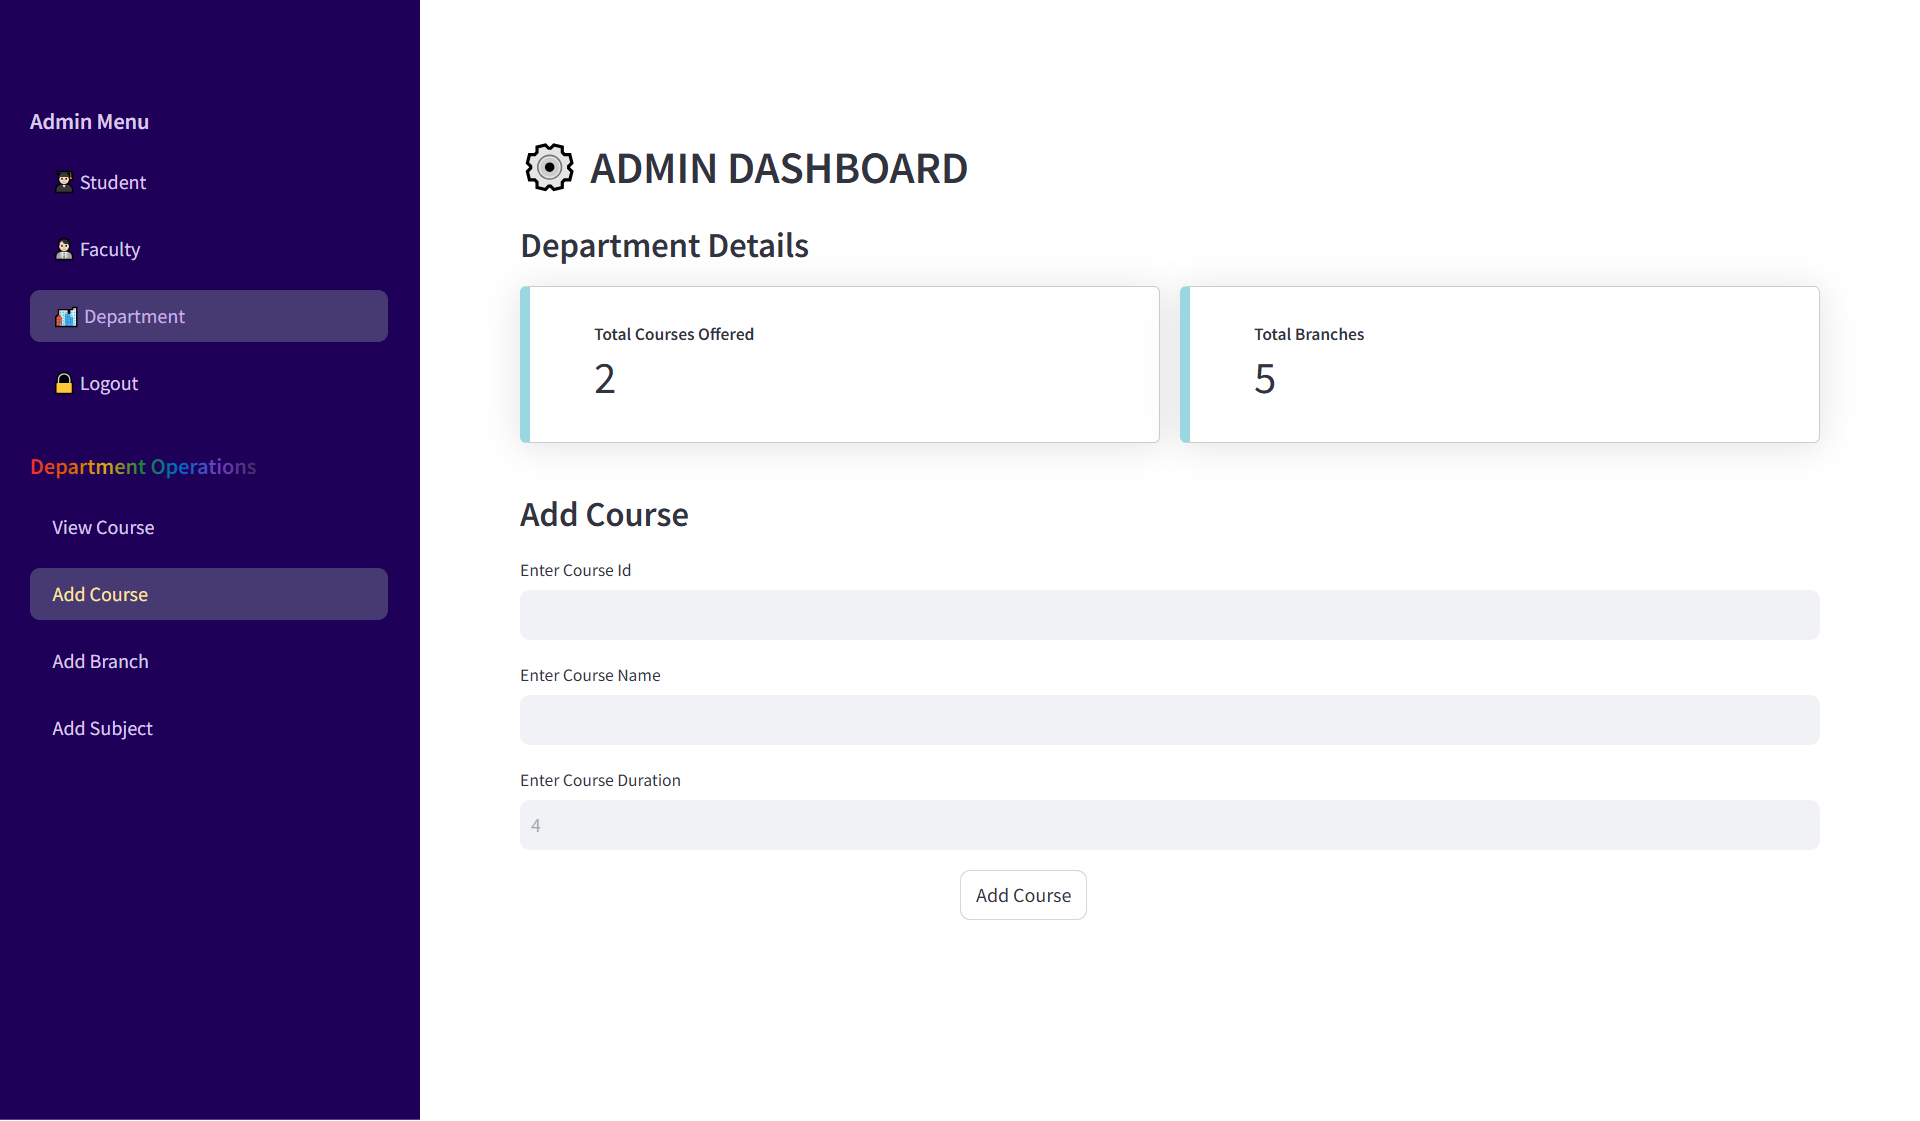 Admin Menu
Student
Faculty
Department
Logout
Department Operations
View Course
Add Course
Add Branch
Add Subject
ADMIN DASHBOARD
Department Details
Total Courses Offered
2
Total Branches
5
Add Course
Enter Course Id
Enter Course Name
Enter Course Duration
4
Add Course